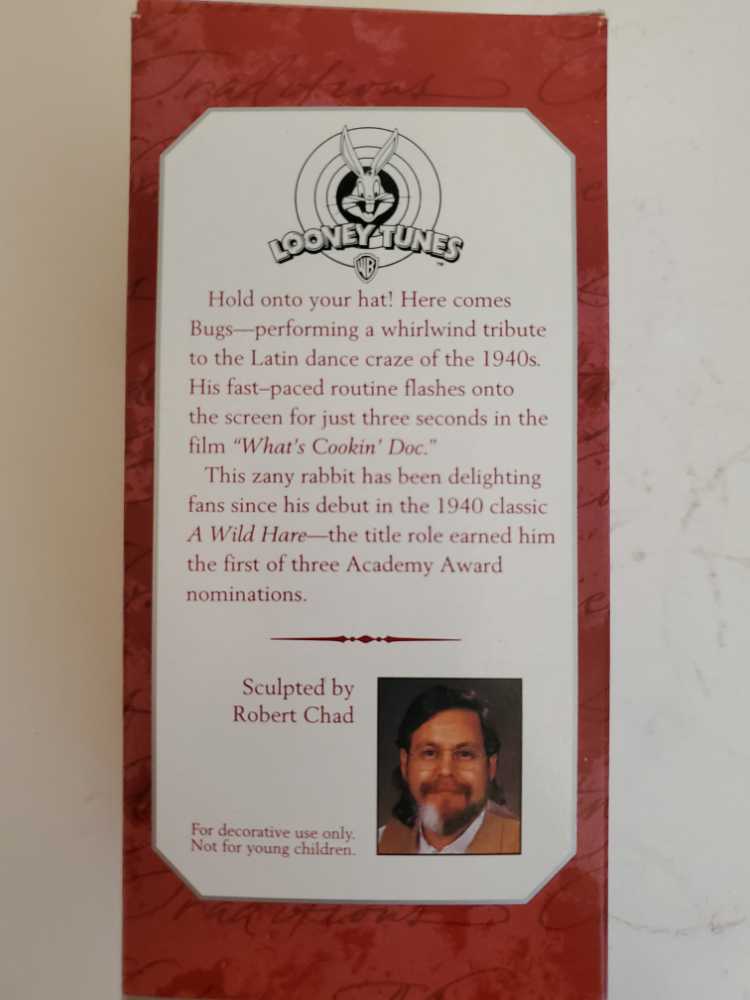 Traditions
LOONEY TUNES
WB
Hold onto your hat! Here comes
Bugs—performing a whirlwind tribute
to the Latin dance craze of the 1940s.
His fast–paced routine flashes onto
the screen for just three seconds in the
film "What's Cookin' Doc."
This zany rabbit has been delighting
fans since his debut in the 1940 classic
A Wild Hare—the title role earned him
the first of three Academy Award
nominations.
Sculpted by
Robert Chad
For decorative use only.
Not for young children.
Traditions